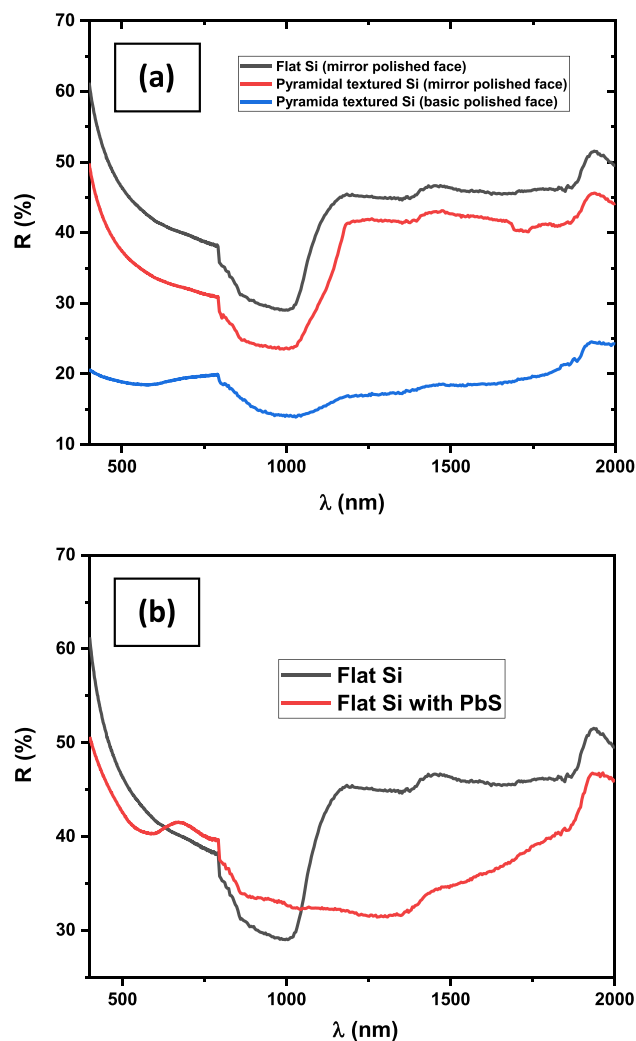 (a)
Flat Si (mirror polished face)
Pyramidal textured Si (mirror polished face)
Pyramida textured Si (basic polished face)
70
60
50
40
30
20
10
R (%)
500
1000
1500
2000
λ (nm)
(b)
Flat Si
Flat Si with PbS
70
60
50
40
30
R (%)
500
1000
1500
2000
λ (nm)